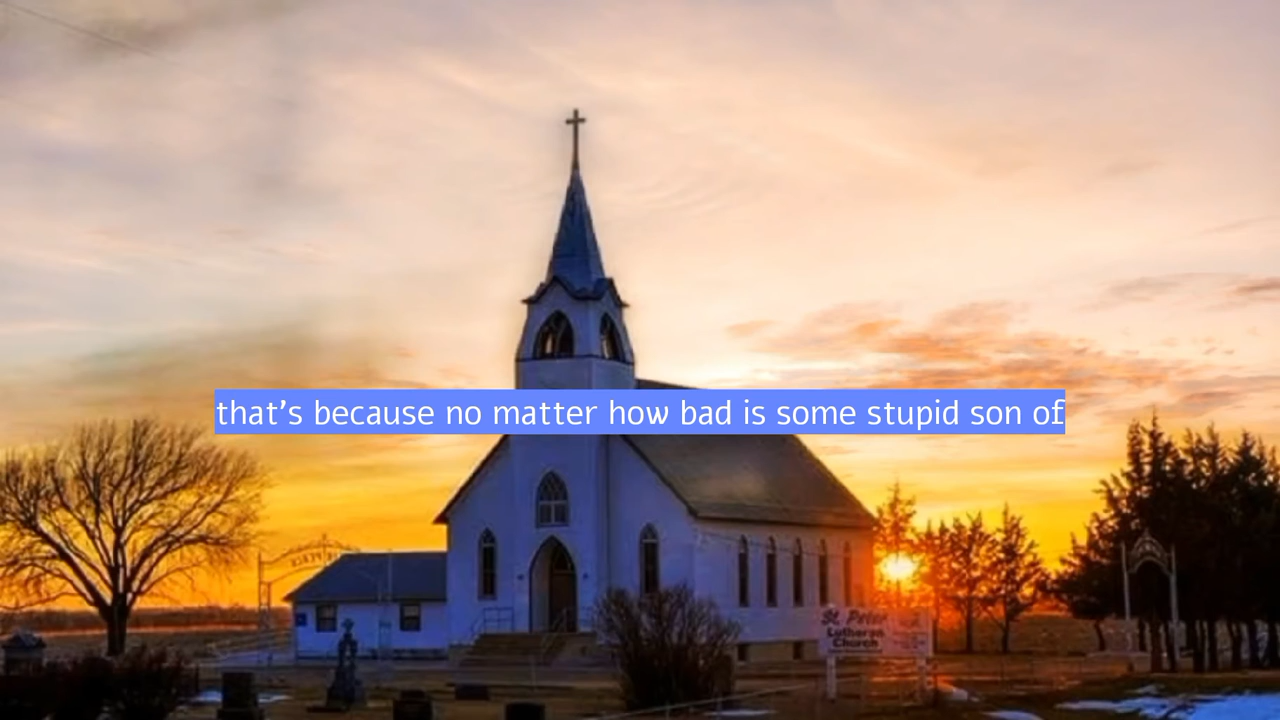 that's because no matter how bad is some stupid son of
St. Peter
Lutheran
Church